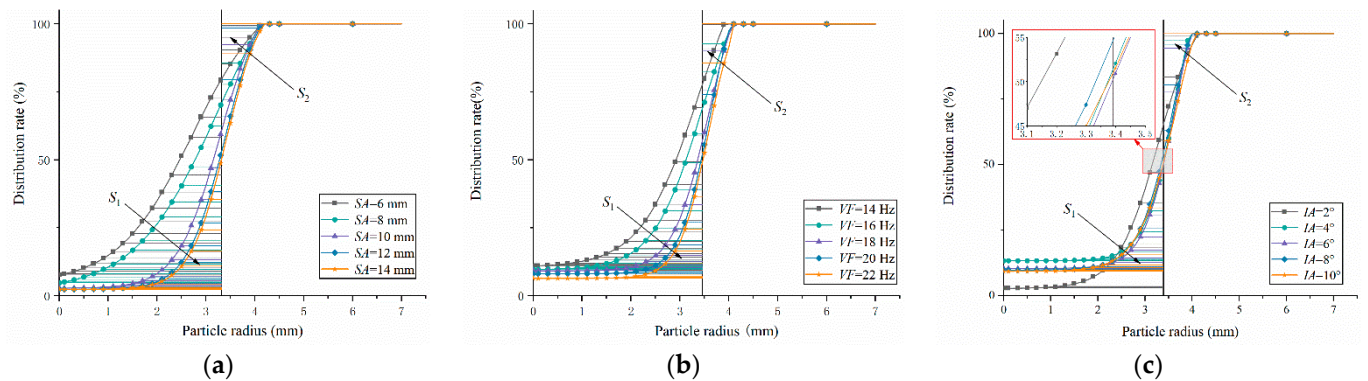 100
50
0
Distribution rate (%)
S2
S1
SA=6 mm
SA=8 mm
SA=10 mm
SA=12 mm
SA=14 mm
0 1 2 3 4 5 6 7
Particle radius (mm)
(a)
100
50
0
Distribution rate(%)
S2
S1
VF=14 Hz
VF=16 Hz
VF=18 Hz
VF=20 Hz
VF=22 Hz
0 1 2 3 4 5 6 7
Particle radius (mm)
(b)
100
50
0
Distribution rate (%)
55
50
45
3.1 3.2 3.3 3.4 3.5
S2
S1
IA=2°
IA=4°
IA=6°
IA=8°
IA=10°
0 1 2 3 4 5 6 7
Particle radius (mm)
(c)